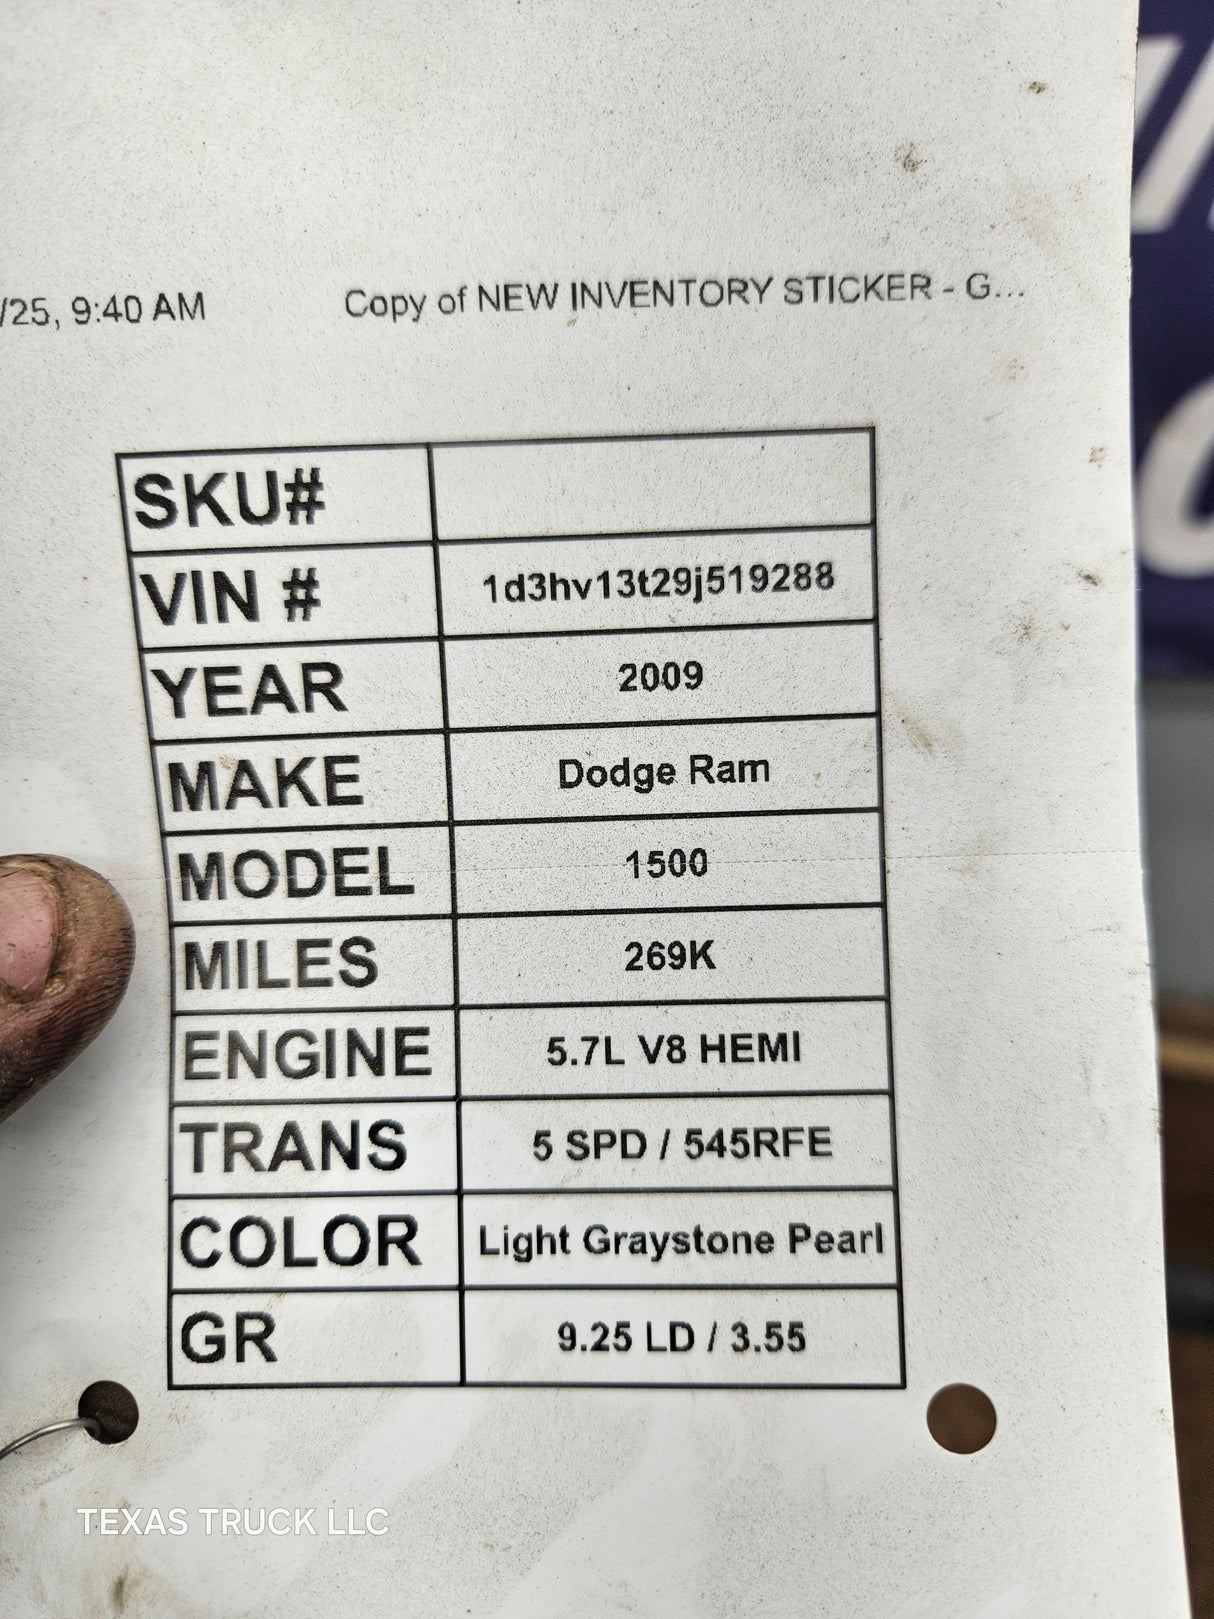 /25, 9:40 AM Copy of NEW INVENTORY STICKER - G...
SKU#
VIN # 1d3hv13t29j519288
YEAR 2009
MAKE Dodge Ram
MODEL 1500
MILES 269K
ENGINE 5.7L V8 HEMI
TRANS 5 SPD / 545RFE
COLOR Light Graystone Pearl
GR 9.25 LD / 3.55
TEXAS TRUCK LLC